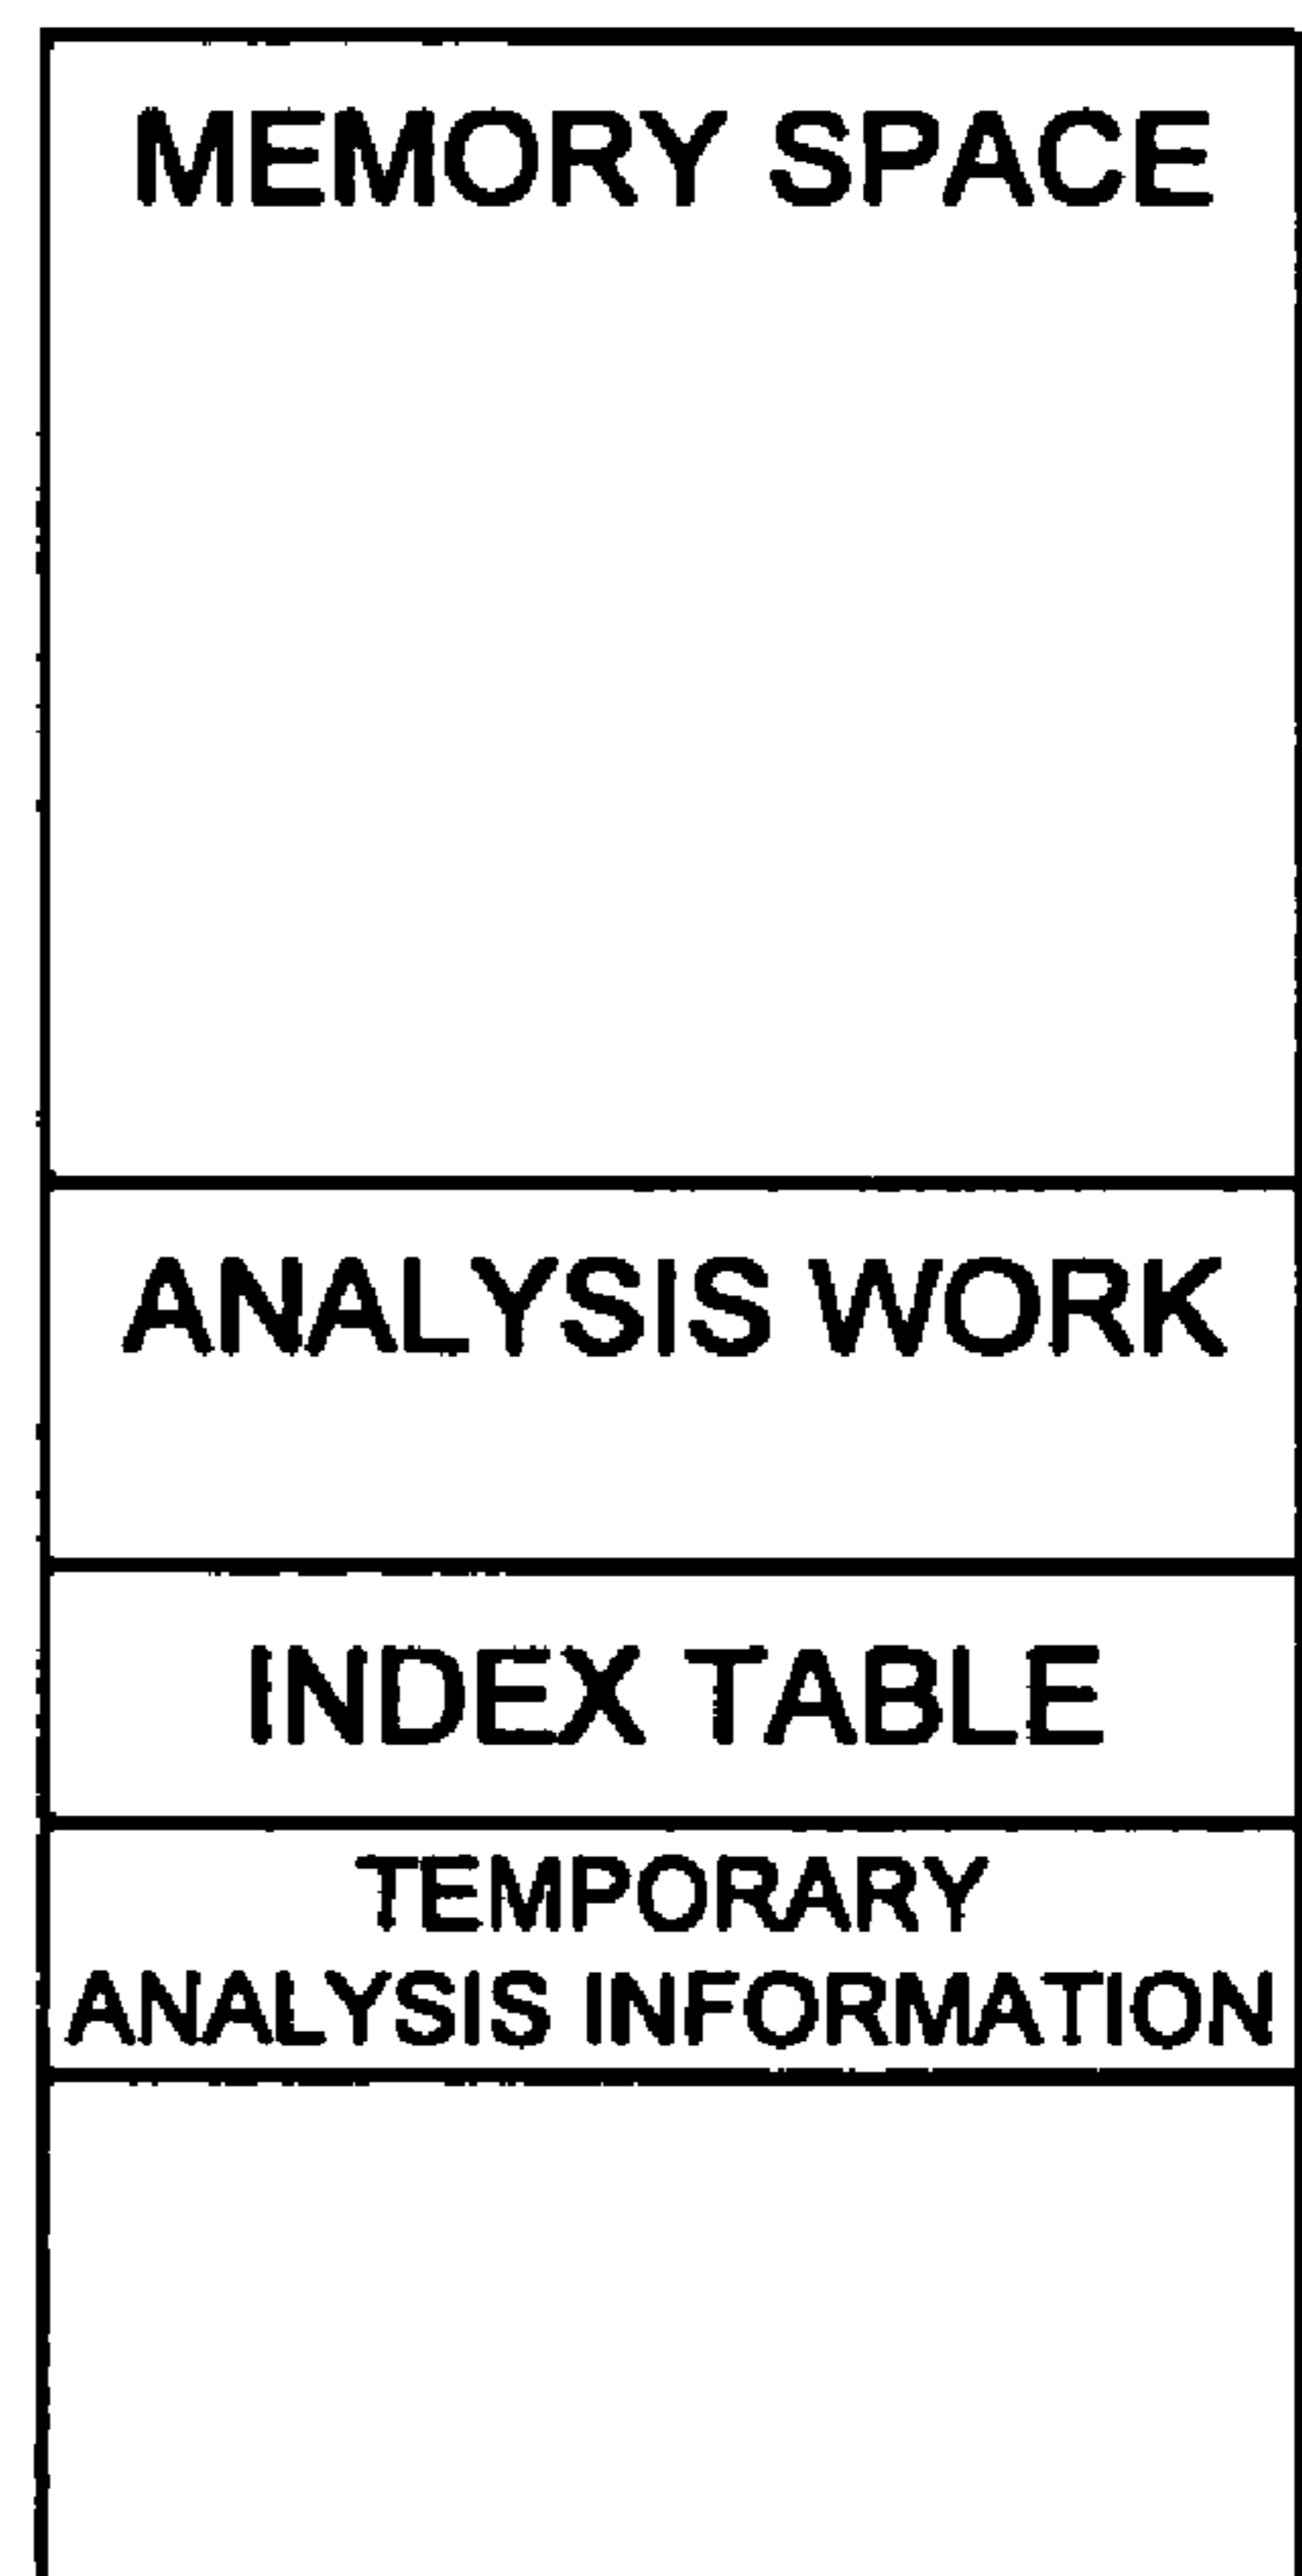 MEMORY SPACE
ANALYSIS WORK
INDEX TABLE
TEMPORARY
ANALYSIS INFORMATION